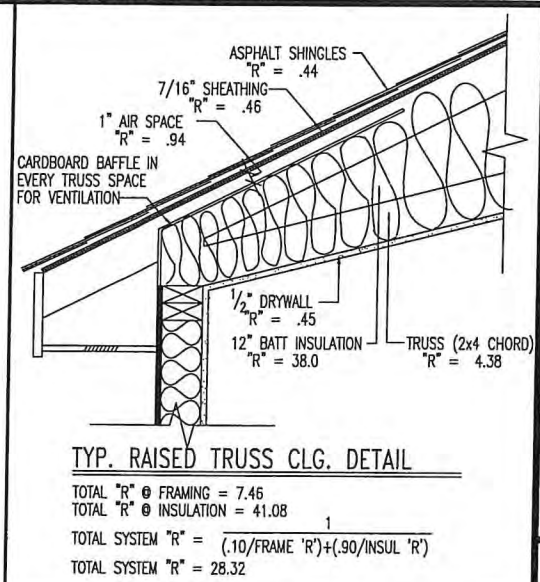 ASPHALT SHINGLES
"R" = .44
7/16" SHEATHING
"R" = .46
1" AIR SPACE
"R" = .94
CARDBOARD BAFFLE IN
EVERY TRUSS SPACE
FOR VENTILATION
1/2" DRYWALL
"R" = .45
12" BATT INSULATION
"R" = 38.0
TRUSS (2x4 CHORD)
"R" = 4.38
TYP. RAISED TRUSS CLG. DETAIL
TOTAL "R" @ FRAMING = 7.46
TOTAL "R" @ INSULATION = 41.08
TOTAL SYSTEM "R" = 1
(.10/FRAME 'R')+(.90/INSUL 'R')
TOTAL SYSTEM "R" = 28.32